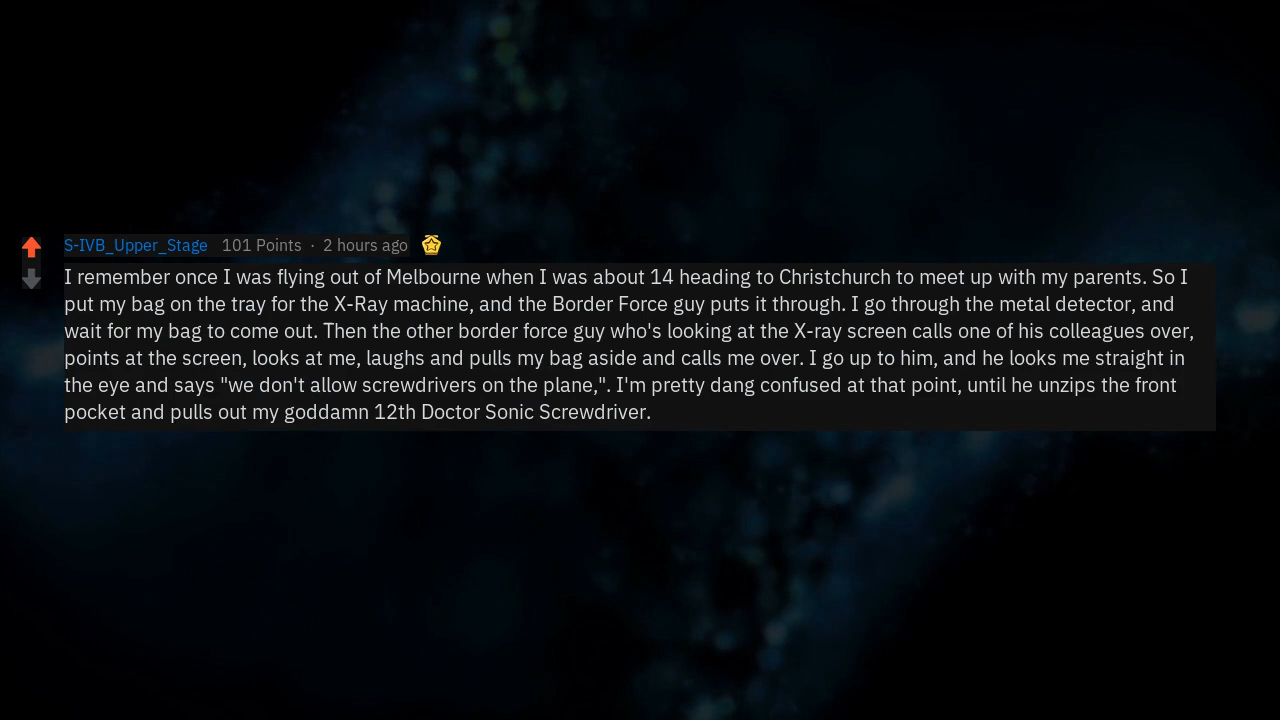 S-IVB_Upper_Stage 101 Points · 2 hours ago
I remember once I was flying out of Melbourne when I was about 14 heading to Christchurch to meet up with my parents. So I
put my bag on the tray for the X-Ray machine, and the Border Force guy puts it through. I go through the metal detector, and
wait for my bag to come out. Then the other border force guy who's looking at the X-ray screen calls one of his colleagues over,
points at the screen, looks at me, laughs and pulls my bag aside and calls me over. I go up to him, and he looks me straight in
the eye and says "we don't allow screwdrivers on the plane,". I'm pretty dang confused at that point, until he unzips the front
pocket and pulls out my goddamn 12th Doctor Sonic Screwdriver.